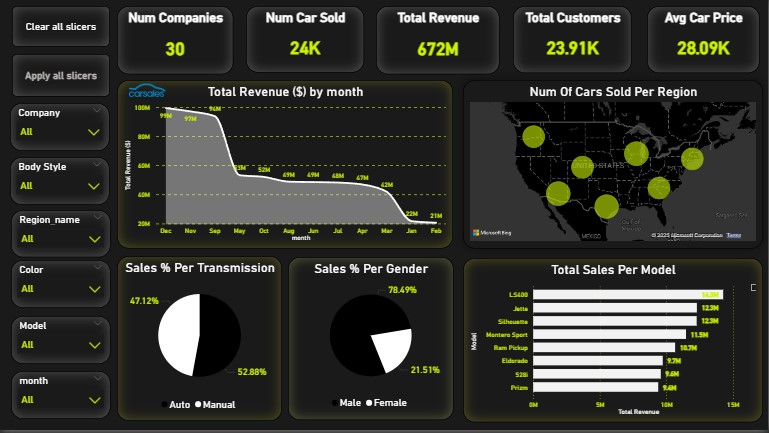 Clear all slicers
Apply all slicers
Company
All
Body Style
All
Region_name
All
Color
All
Model
All
month
All
Num Companies
30
Num Car Sold
24K
Total Revenue
672M
Total Customers
23.91K
Avg Car Price
28.09K
carsales
Total Revenue ($) by month
Total Revenue ($)
100M
80M
60M
40M
20M
99M
97M
94M
52M
49M
49M
48M
47M
42M
22M
21M
Dec Nov Sep May Oct Aug Jun Jul Apr Mar Jan Feb
month
Num Of Cars Sold Per Region
UNITED STATES
MEXICO
Microsoft Bing
© 2025 Microsoft Corporation Terms
Sales % Per Transmission
47.12%
52.88%
Auto Manual
Sales % Per Gender
78.49%
21.51%
Male Female
Total Sales Per Model
Model
LS400
Jetta 12.3M
Silhouette 12.3M
Montero Sport 11.5M
Ram Pickup 10.7M
Eldorado 9.7M
528i 9.6M
Prizm 9.4M
0M 5M 10M 15M
Total Revenue